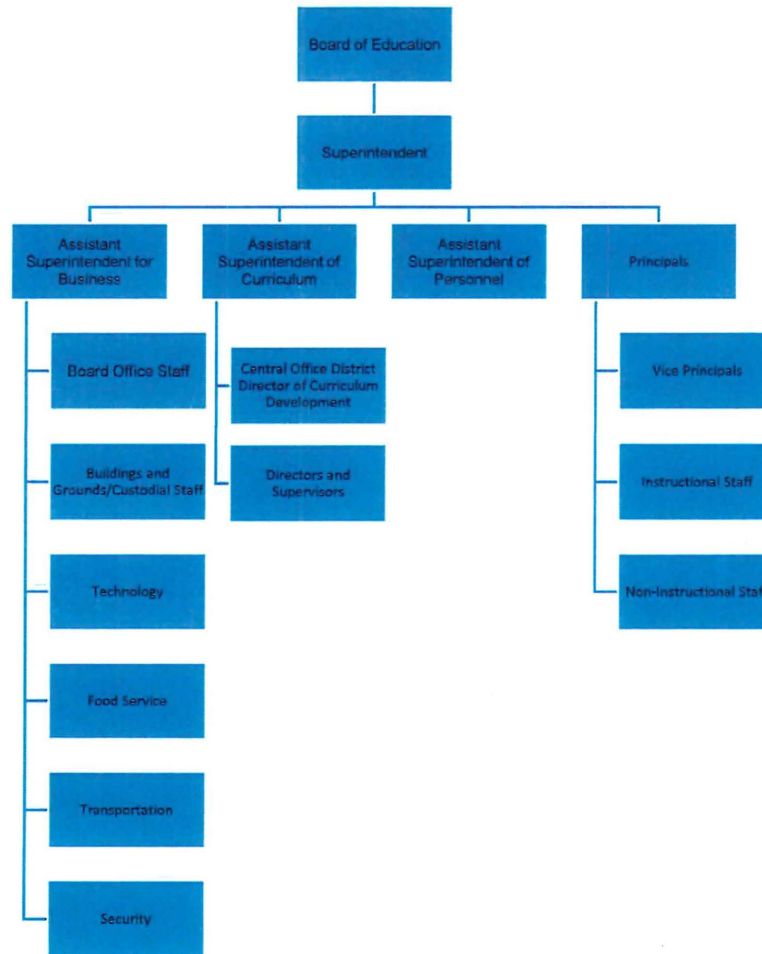 Board of Education
Superintendent
Assistant
Superintendent for
Business
Assistant
Superintendent of
Curriculum
Assistant
Superintendent of
Personnel
Principals
Board Office Staff
Buildings and
Grounds/Custodial Staff
Technology
Food Service
Transportation
Security
Central Office District
Director of Curriculum
Development
Directors and
Supervisors
Vice Principals
Instructional Staff
Non-Instructional Staff